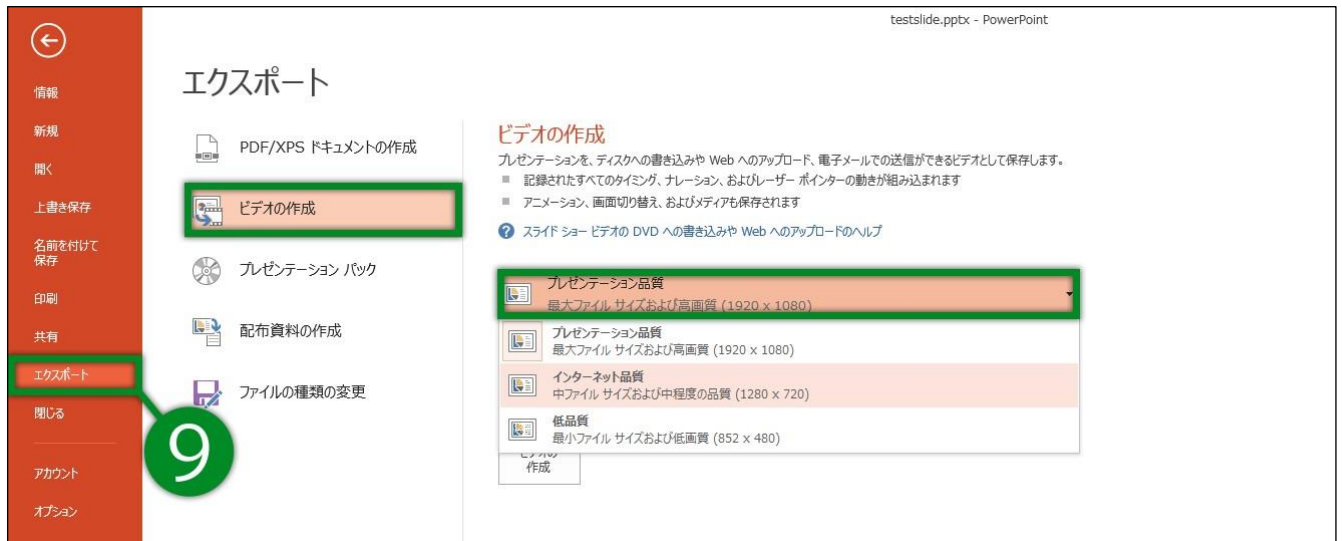 testslide.pptx - PowerPoint
情報
新規
開く
上書き保存
名前を付けて
保存
印刷
共有
エクスポート
閉じる
アカウント
オプション
9
エクスポート
PDF/XPS ドキュメントの作成
ビデオの作成
プレゼンテーション パック
配布資料の作成
ファイルの種類の変更
ビデオの作成
プレゼンテーションを、ディスクへの書き込みや Web へのアップロード、電子メールでの送信ができるビデオとして保存します。
記録されたすべてのタイミング、ナレーション、およびレーザー ポインターの動きが組み込まれます
アニメーション、画面切り替え、およびメディアも保存されます
スライド ショー ビデオの DVD への書き込みや Web へのアップロードのヘルプ
プレゼンテーション品質
最大ファイル サイズおよび高画質 (1920 x 1080)
プレゼンテーション品質
最大ファイル サイズおよび高画質 (1920 x 1080)
インターネット品質
中ファイル サイズおよび中程度の品質 (1280 x 720)
低品質
最小ファイル サイズおよび低画質 (852 x 480)
作成